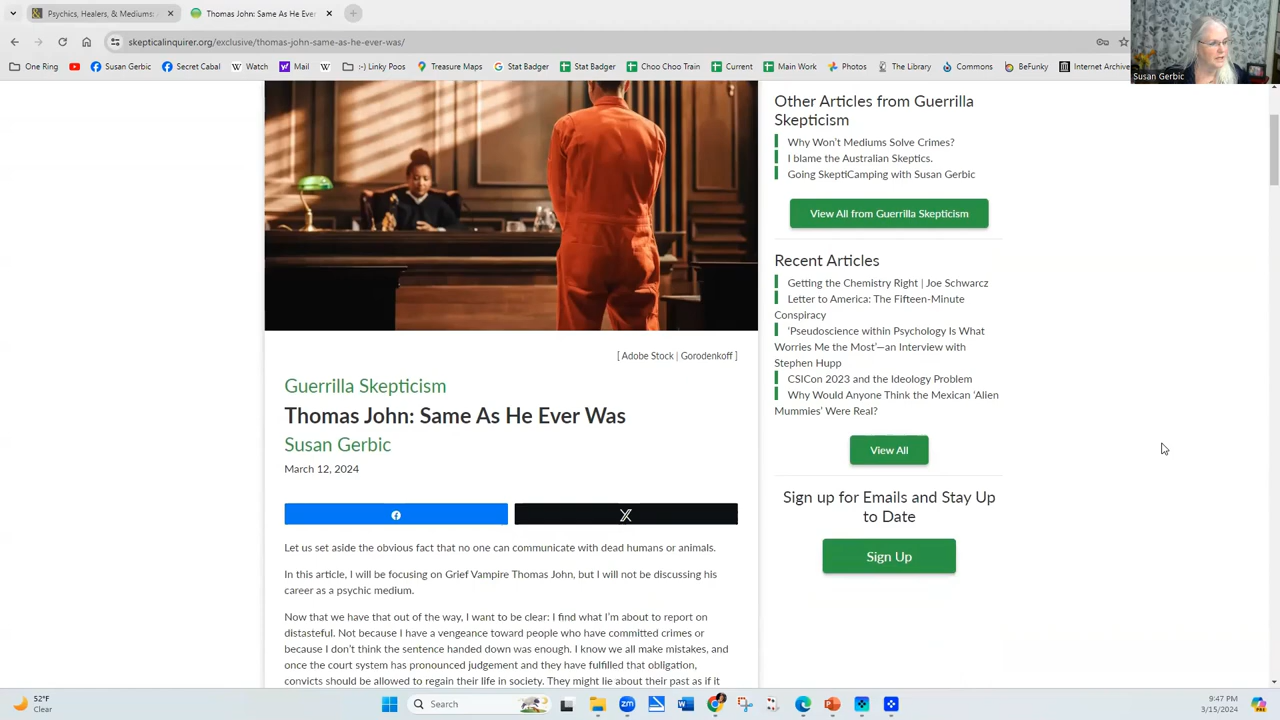 Psychics, Healers, & Mediums:
Thomas John: Same As He Ever
skepticalinquirer.org/exclusive/thomas-john-same-as-he-ever-was/
One Ring
Susan Gerbic
Secret Cabal
Watch
Mail
:-) Linky Poos
Treasure Maps
Stat Badger
Stat Badger
Choo Choo Train
Current
Main Work
Photos
The Library
Commons
BeFunky
Internet Archive
Susan Gerbic
[ Adobe Stock | Gorodenkoff ]
Guerrilla Skepticism
Thomas John: Same As He Ever Was
Susan Gerbic
March 12, 2024
Let us set aside the obvious fact that no one can communicate with dead humans or animals.
In this article, I will be focusing on Grief Vampire Thomas John, but I will not be discussing his
career as a psychic medium.
Now that we have that out of the way, I want to be clear: I find what I'm about to report on
distasteful. Not because I have a vengeance toward people who have committed crimes or
because I don't think the sentence handed down was enough. I know we all make mistakes, and
once the court system has pronounced judgement and they have fulfilled that obligation,
convicts should be allowed to regain their life in society. They might lie about their past as if it
Other Articles from Guerrilla
Skepticism
Why Won't Mediums Solve Crimes?
I blame the Australian Skeptics.
Going SkeptiCamping with Susan Gerbic
View All from Guerrilla Skepticism
Recent Articles
Getting the Chemistry Right | Joe Schwarcz
Letter to America: The Fifteen-Minute
Conspiracy
'Pseudoscience within Psychology Is What
Worries Me the Most'—an Interview with
Stephen Hupp
CSICon 2023 and the Ideology Problem
Why Would Anyone Think the Mexican 'Alien
Mummies' Were Real?
View All
Sign up for Emails and Stay Up
to Date
Sign Up
52°F
Clear
Search
9:47 PM
3/15/2024